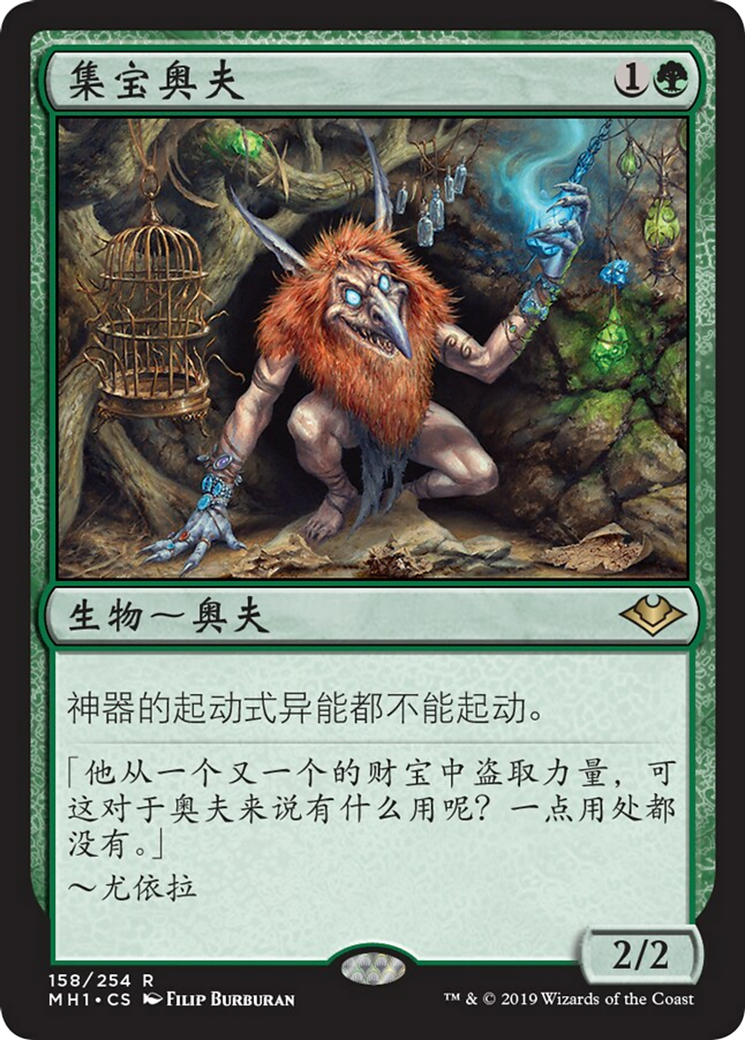 集宝奥夫
1
生物～奥夫
神器的起动式异能都不能起动。
「他从一个又一个的财宝中盗取力量，可
这对于奥夫来说有什么用呢？一点用处都
没有。」
～尤依拉
2/2
158/254 R
MH1•CS Filip Burburan
™ & © 2019 Wizards of the Coast